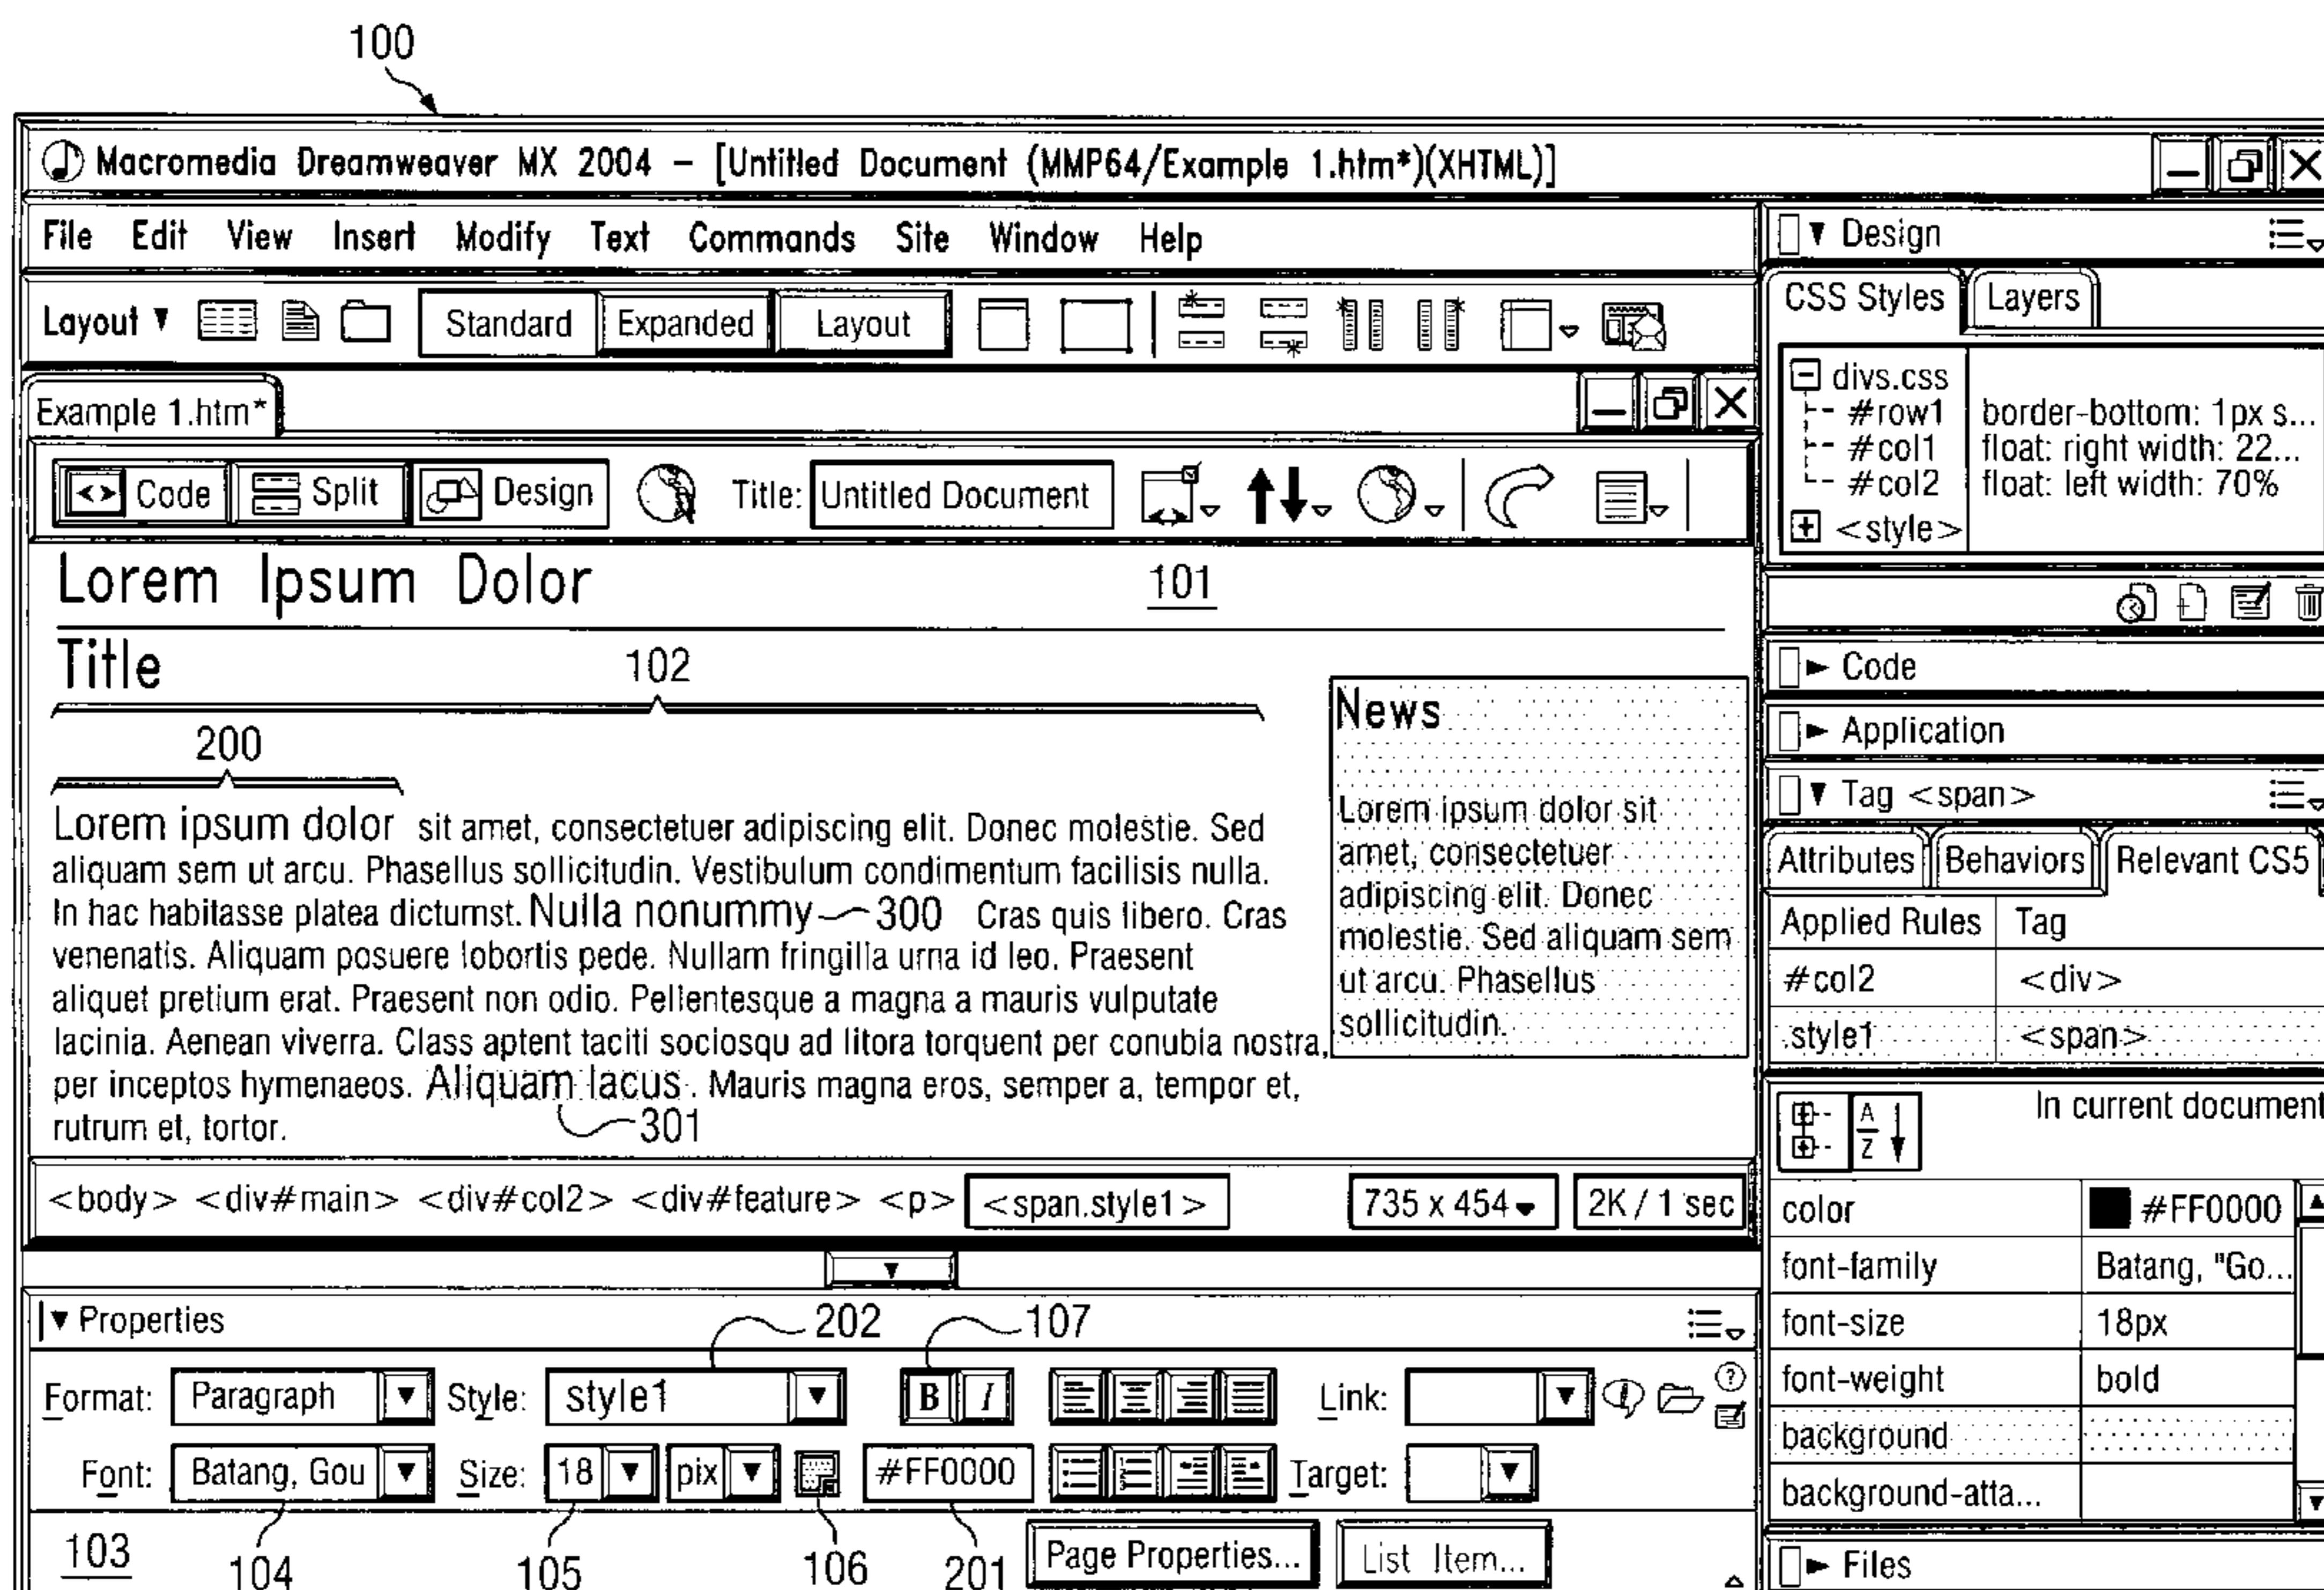 100
Macromedia Dreamweaver MX 2004 - [Untitled Document (MMP64/Example 1.htm*)(XHTML)]
File Edit View Insert Modify Text Commands Site Window Help
Layout Standard Expanded Layout
Example 1.htm*
Code Split Design Title: Untitled Document
Lorem Ipsum Dolor 101
Title
102
200
Lorem ipsum dolor sit amet, consectetuer adipiscing elit. Donec molestie. Sed
aliquam sem ut arcu. Phasellus sollicitudin. Vestibulum condimentum facilisis nulla.
In hac habitasse platea dictumst. Nulla nonummy 300 Cras quis libero. Cras
venenatis. Aliquam posuere lobortis pede. Nullam fringilla urna id leo. Praesent
aliquet pretium erat. Praesent non odio. Pellentesque a magna a mauris vulputate
lacinia. Aenean viverra. Class aptent taciti sociosqu ad litora torquent per conubia nostra,
per inceptos hymenaeos. Aliquam lacus. Mauris magna eros, semper a, tempor et,
rutrum et, tortor.
301
News
Lorem ipsum dolor sit
amet, consectetuer
adipiscing elit. Donec
molestie. Sed aliquam sem
ut arcu. Phasellus
sollicitudin.
<body> <div#main> <div#col2> <div#feature> <p> <span.style1> 735 x 454 2K / 1 sec
Properties 202 107
Format: Paragraph Style: style1 B I Link:
Font: Batang, Gou Size: 18 pix #FF0000 Target:
103 104 105 106 201 Page Properties... List Item...
Design
CSS Styles Layers
divs.css
#row1 border-bottom: 1px s...
#col1 float: right width: 22...
#col2 float: left width: 70%
<style>
Code
Application
Tag <span>
Attributes Behaviors Relevant CS5
Applied Rules Tag
#col2 <div>
.style1 <span>
A
Z
In current document
color #FF0000
font-family Batang, "Go...
font-size 18px
font-weight bold
background
background-atta...
Files